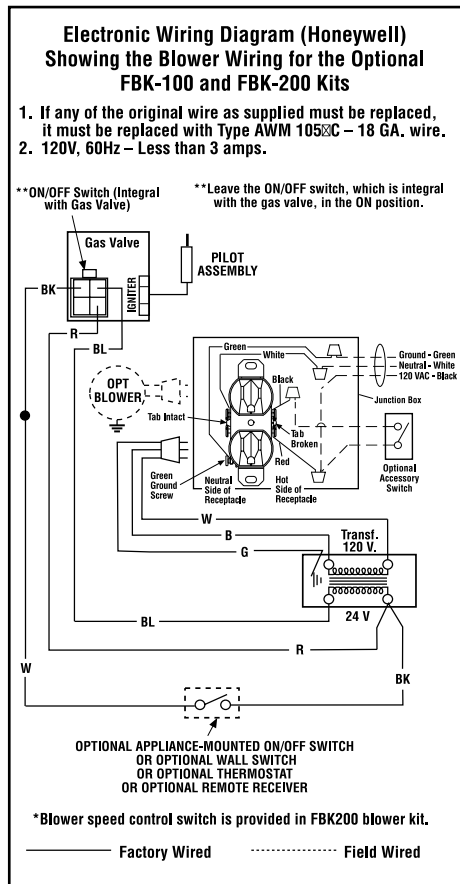 Electronic Wiring Diagram (Honeywell)
Showing the Blower Wiring for the Optional
FBK-100 and FBK-200 Kits
1. If any of the original wire as supplied must be replaced,
it must be replaced with Type AWM 105☒C – 18 GA. wire.
2. 120V, 60Hz – Less than 3 amps.
**ON/OFF Switch (Integral
with Gas Valve)
**Leave the ON/OFF switch, which is integral
with the gas valve, in the ON position.
Gas Valve
IGNITER
PILOT
ASSEMBLY
BK
R
BL
Green
White
Black
Ground - Green
Neutral - White
120 VAC - Black
Junction Box
OPT
BLOWER
Tab Intact
Tab
Broken
Red
Optional
Accessory
Switch
Green
Ground
Screw
Neutral
Side of
Receptacle
Hot
Side of
Receptacle
W
B
G
Transf.
120 V.
24 V
BL
R
W
BK
OPTIONAL APPLIANCE-MOUNTED ON/OFF SWITCH
OR OPTIONAL WALL SWITCH
OR OPTIONAL THERMOSTAT
OR OPTIONAL REMOTE RECEIVER
*Blower speed control switch is provided in FBK200 blower kit.
Factory Wired
Field Wired